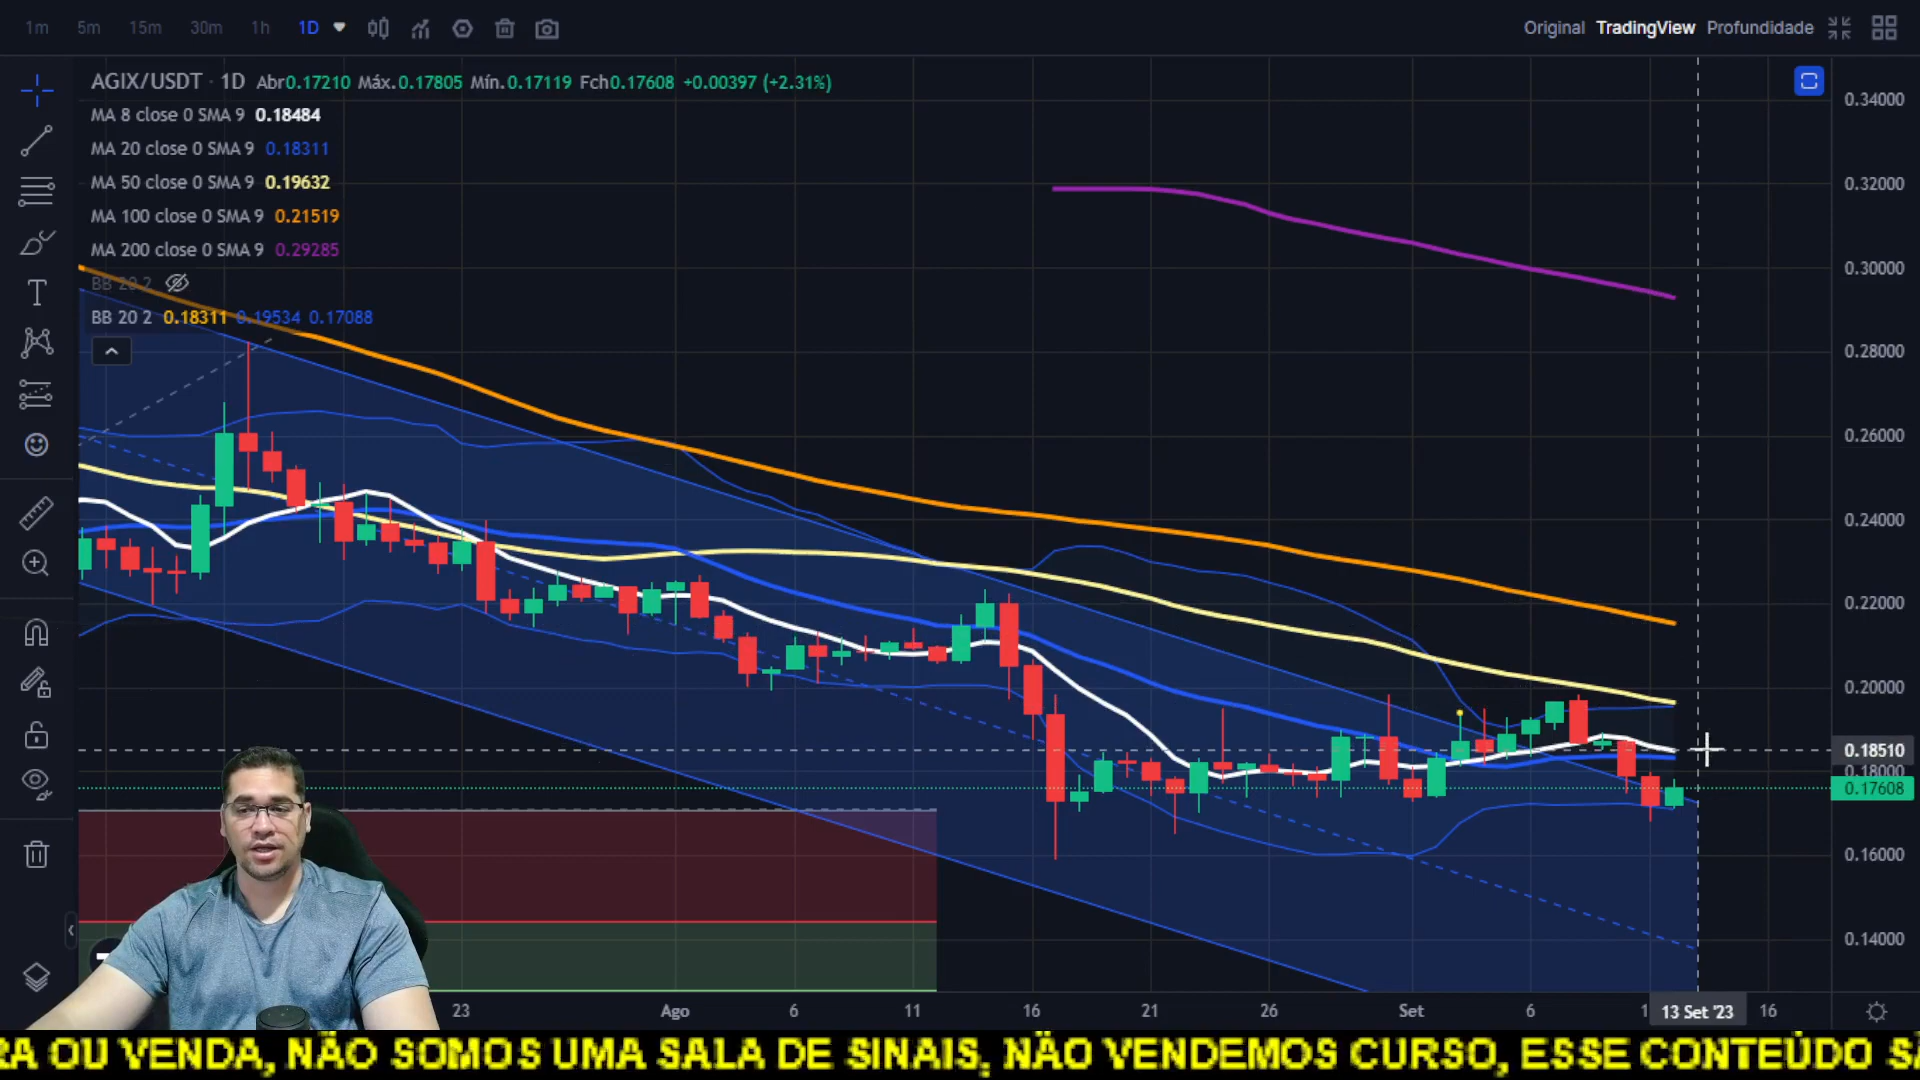 1m 5m 15m 30m 1h 1D Original TradingView Profundidade
AGIX/USDT · 1D Abr0.17210 Máx.0.17805 Mín.0.17119 Fch0.17608 +0.00397 (+2.31%)
MA 8 close 0 SMA 9 0.18484
MA 20 close 0 SMA 9 0.18311
MA 50 close 0 SMA 9 0.19632
MA 100 close 0 SMA 9 0.21519
MA 200 close 0 SMA 9 0.29285
BB 20 2
BB 20 2 0.18311 0.19534 0.17088
0.34000
0.32000
0.30000
0.28000
0.26000
0.24000
0.22000
0.20000
0.18510
0.18000
0.17608
0.16000
0.14000
23 Ago 6 11 16 21 26 Set 6 1 13 Set '23 16
RA OU VENDA, NÃO SOMOS UMA SALA DE SINAIS, NÃO VENDEMOS CURSO, ESSE CONTEÚDO